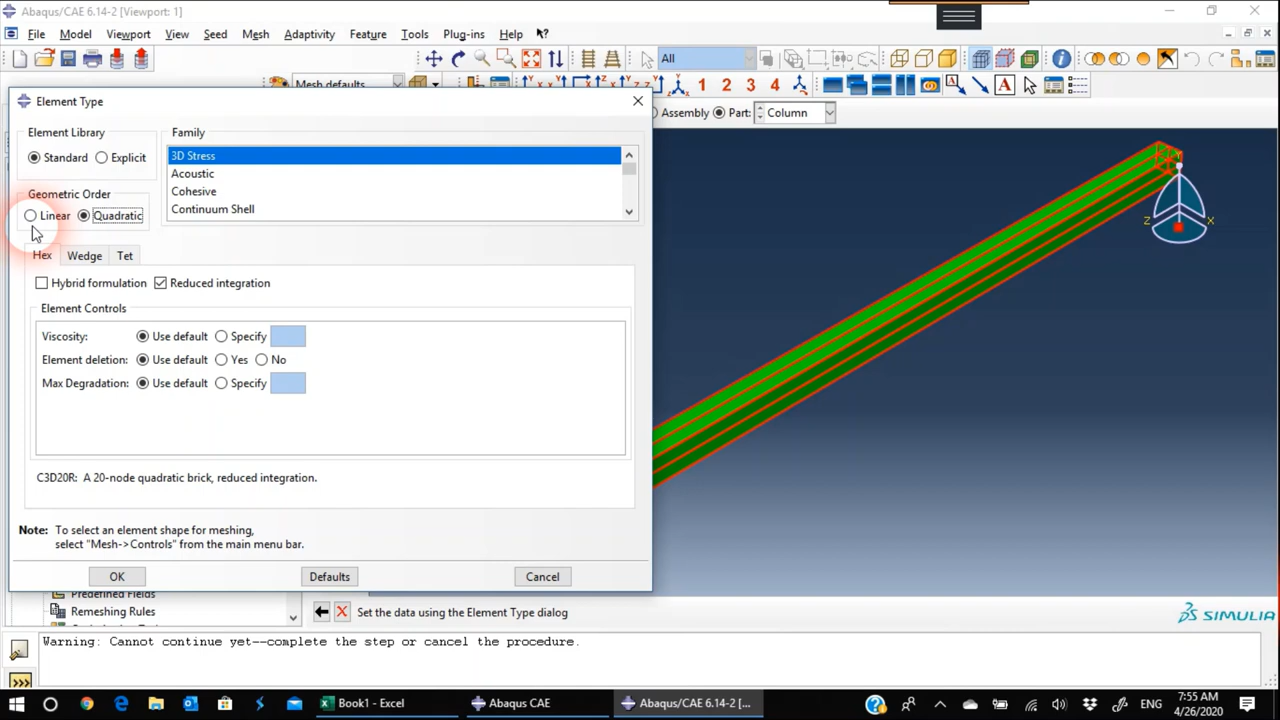 Abaqus/CAE 6.14-2 [Viewport: 1]
File Model Viewport View Seed Mesh Adaptivity Feature Tools Plug-ins Help
All
Mesh defaults
1 2 3 4 A
Assembly Part: Column
Element Type
Element Library
Standard Explicit
Family
3D Stress
Acoustic
Cohesive
Continuum Shell
Geometric Order
Linear Quadratic
Hex Wedge Tet
Hybrid formulation Reduced integration
Element Controls
Viscosity: Use default Specify
Element deletion: Use default Yes No
Max Degradation: Use default Specify
C3D20R: A 20-node quadratic brick, reduced integration.
Note: To select an element shape for meshing,
select "Mesh->Controls" from the main menu bar.
OK Defaults Cancel
Z X
Predefined Fields
Remeshing Rules
Set the data using the Element Type dialog
SIMULIA
Warning: Cannot continue yet--complete the step or cancel the procedure.
>>>
Book1 - Excel Abaqus CAE Abaqus/CAE 6.14-2 [...
ENG
7:55 AM
4/26/2020